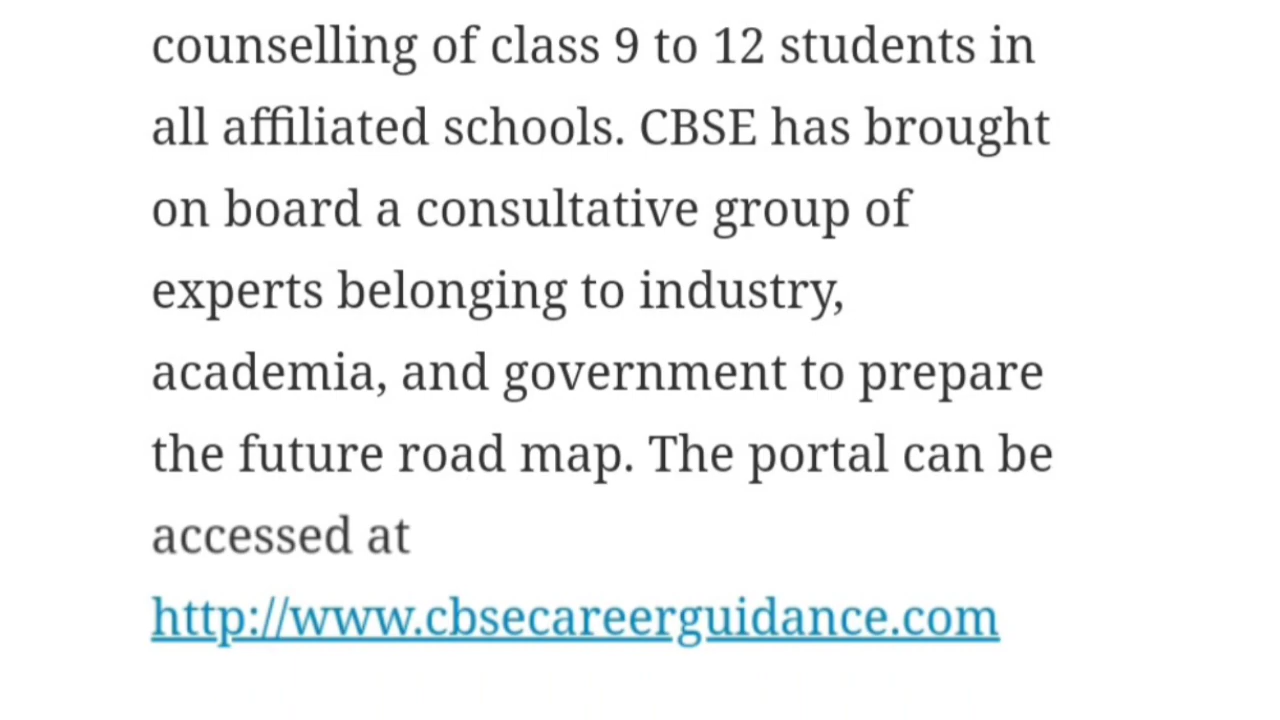 counselling of class 9 to 12 students in
all affiliated schools. CBSE has brought
on board a consultative group of
experts belonging to industry,
academia, and government to prepare
the future road map. The portal can be
accessed at
http://www.cbsecareerguidance.com